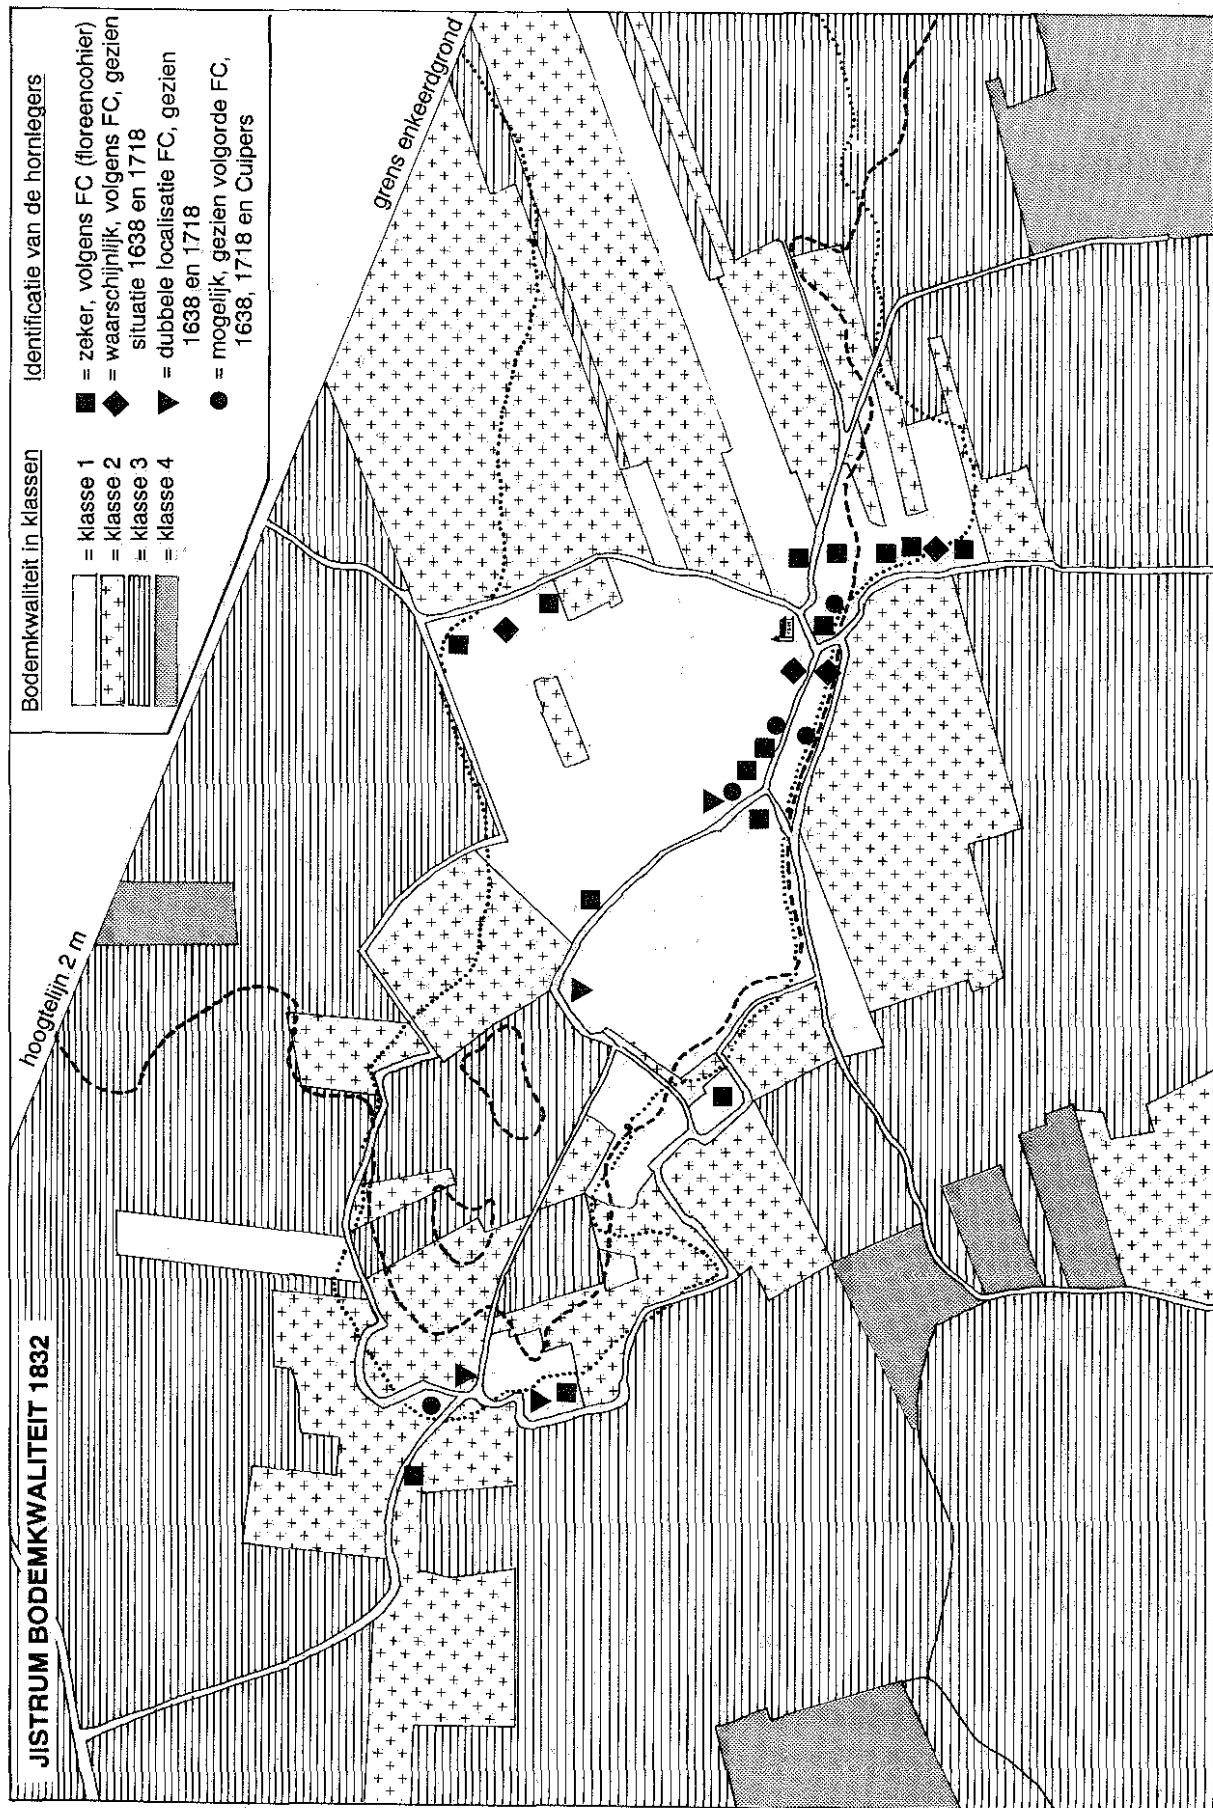 JISTRUM BODEMKWALITEIT 1832
hoogtelijn 2 m
grens enkeerdgrond
Bodemkwaliteit in klassen
= klasse 1
= klasse 2
= klasse 3
= klasse 4
Identificatie van de hornlegers
= zeker, volgens FC (floreencohier)
= waarschijnlijk, volgens FC, gezien
situatie 1638 en 1718
= dubbele localisatie FC, gezien
1638 en 1718
= mogelijk, gezien volgorde FC,
1638, 1718 en Cuipers